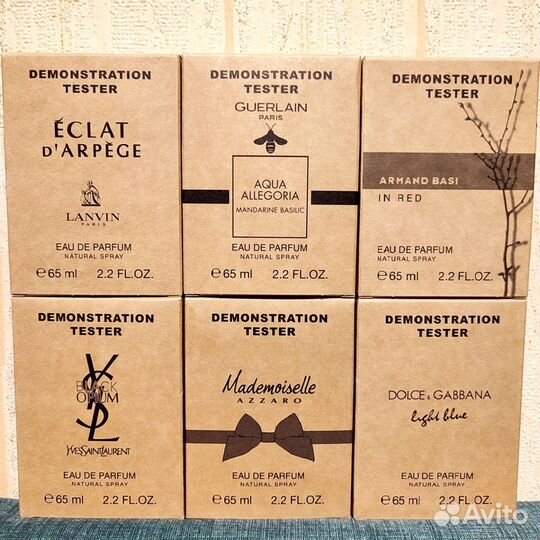 DEMONSTRATION
TESTER
ÉCLAT
D'ARPÈGE
LANVIN
PARIS
EAU DE PARFUM
NATURAL SPRAY
℮65 ml 2.2 FL.OZ.
DEMONSTRATION
TESTER
GUERLAIN
PARIS
AQUA
ALLEGORIA
MANDARINE BASILIC
EAU DE PARFUM
NATURAL SPRAY
℮65 ml 2.2 FL.OZ.
DEMONSTRATION
TESTER
ARMAND BASI
IN RED
EAU DE PARFUM
NATURAL SPRAY
℮65 ml 2.2 FL.OZ.
DEMONSTRATION
TESTER
YSL
BLACK
OPIUM
YVES SAINT LAURENT
EAU DE PARFUM
NATURAL SPRAY
℮65 ml 2.2 FL.OZ.
DEMONSTRATION
TESTER
Mademoiselle
AZZARO
EAU DE PARFUM
NATURAL SPRAY
℮65 ml 2.2 FL.OZ.
DEMONSTRATION
TESTER
DOLCE & GABBANA
light blue
EAU DE PARFUM
NATURAL SPRAY
℮65 ml 2.2 FL.OZ.
Avito